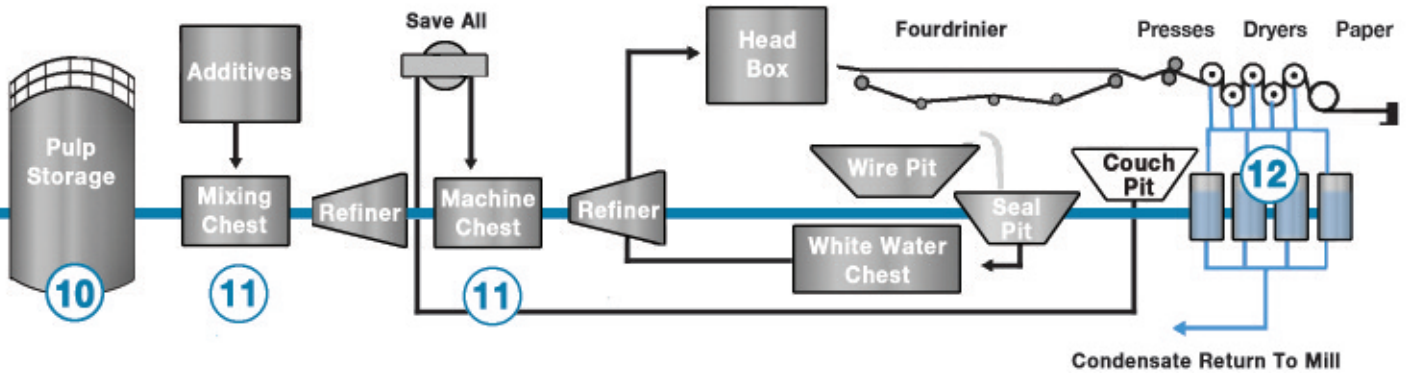 Save All
Additives
Head
Box
Fourdrinier
Presses
Dryers
Paper
Pulp
Storage
Mixing
Chest
Refiner
Machine
Chest
Refiner
Wire Pit
Seal
Pit
Couch
Pit
White Water
Chest
10
11
11
12
Condensate Return To Mill